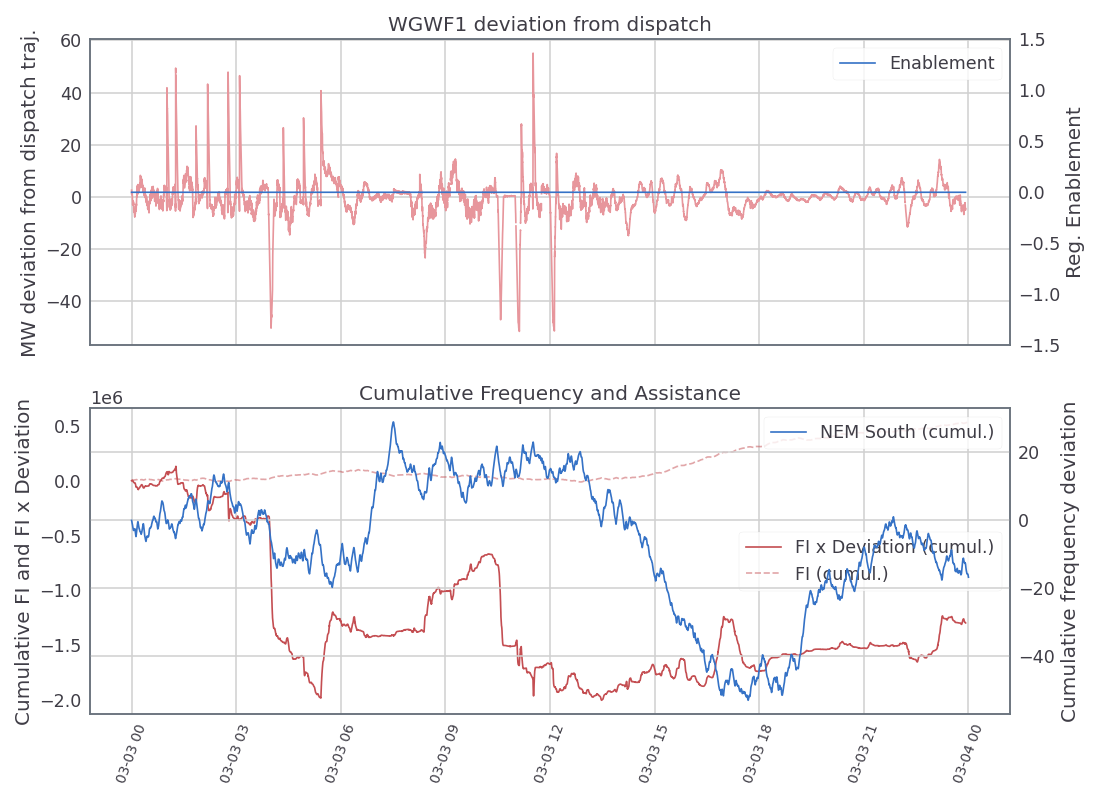 WGWF1 deviation from dispatch
MW deviation from dispatch traj.
60
40
20
0
−20
−40
Enablement
1.5
1.0
0.5
0.0
−0.5
−1.0
−1.5
Reg. Enablement
Cumulative Frequency and Assistance
1e6
Cumulative FI and FI x Deviation
0.5
0.0
−0.5
−1.0
−1.5
−2.0
NEM South (cumul.)
FI x Deviation (cumul.)
FI (cumul.)
20
0
−20
−40
Cumulative frequency deviation
03-03 00
03-03 03
03-03 06
03-03 09
03-03 12
03-03 15
03-03 18
03-03 21
03-04 00